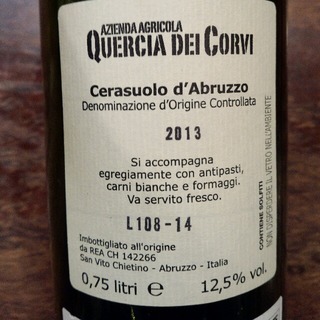 AZIENDA AGRICOLA
QUERCIA DEI CORVI
Cerasuolo d'Abruzzo
Denominazione d'Origine Controllata
2013
Si accompagna
egregiamente con antipasti,
carni bianche e formaggi.
Va servito fresco.
L108-14
Imbottigliato all'origine
da REA CH 142266
San Vito Chietino - Abruzzo - Italia
0,75 litri e 12,5% vol.
CONTIENE SOLFITI
NON DISPERDERE IL VETRO NELL'AMBIENTE